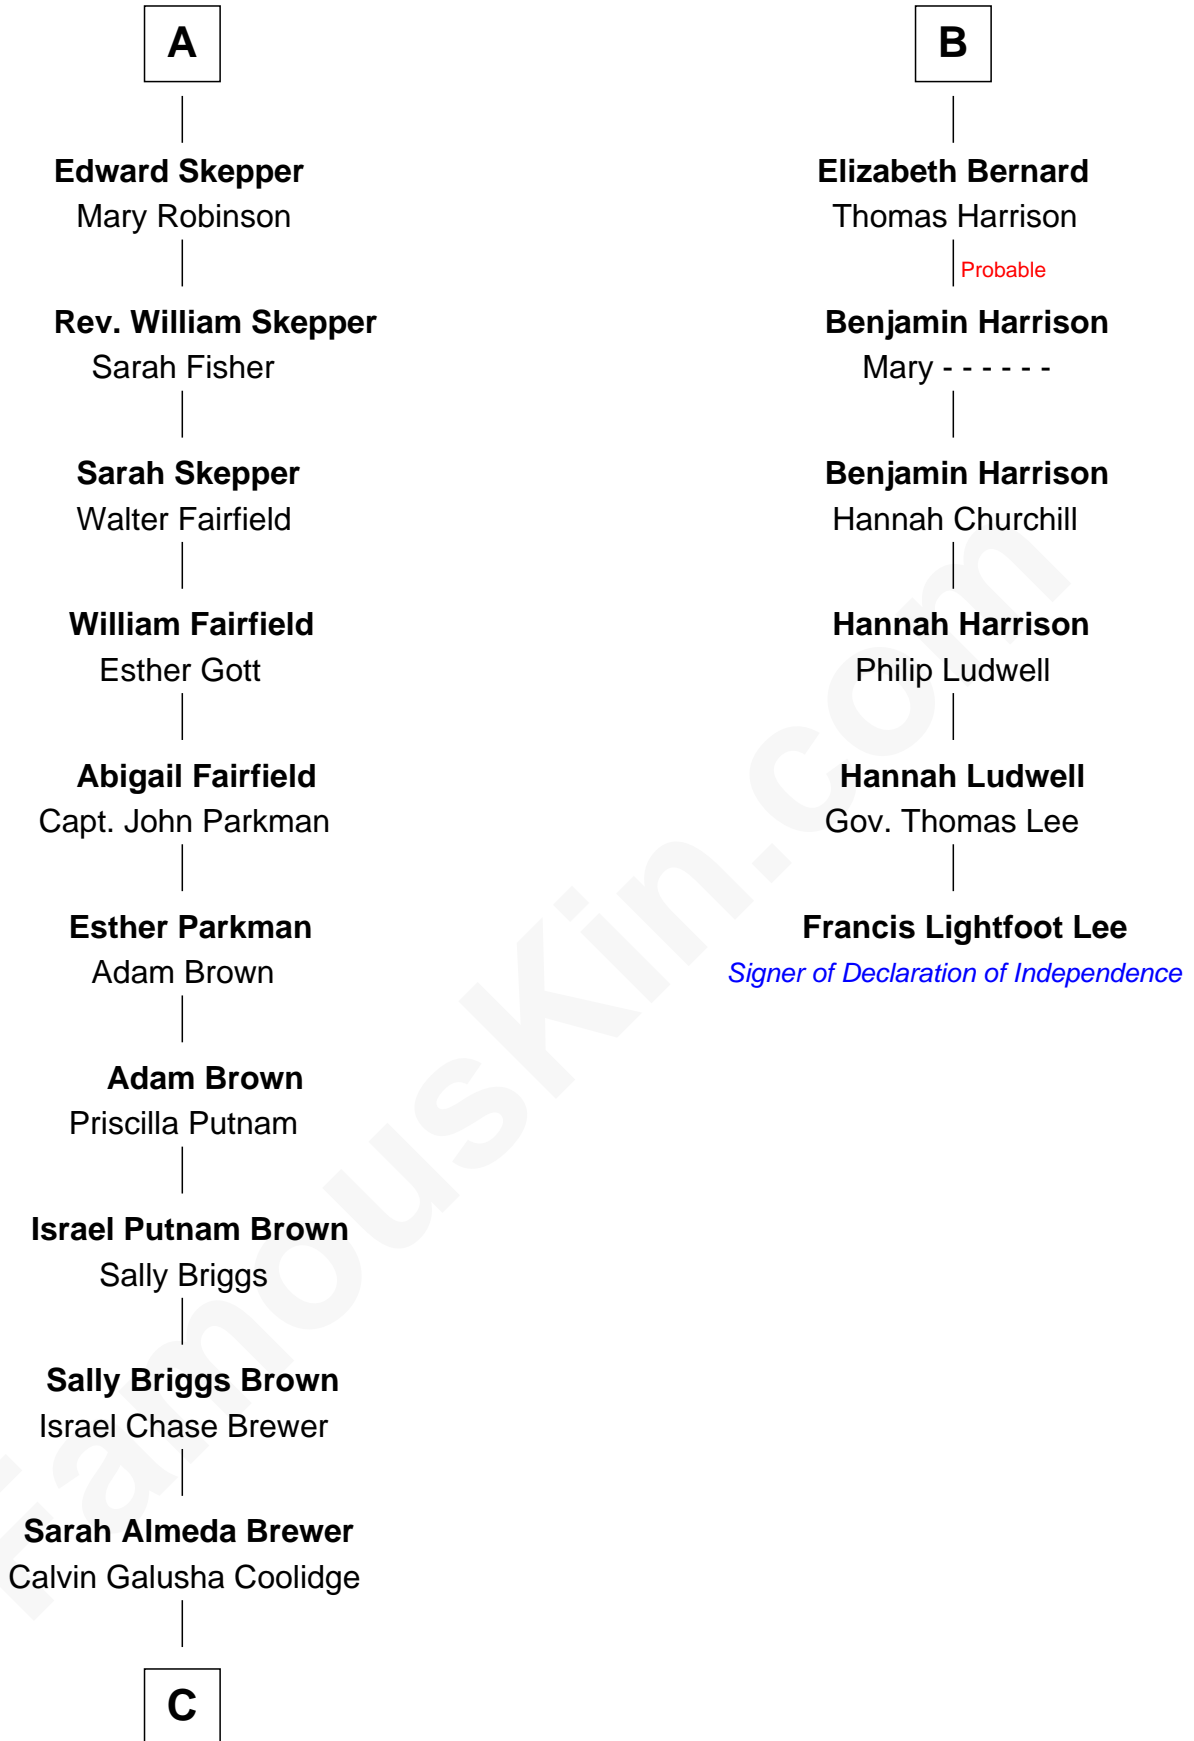 A
Edward Skepper
Mary Robinson
Rev. William Skepper
Sarah Fisher
Sarah Skepper
Walter Fairfield
William Fairfield
Esther Gott
Abigail Fairfield
Capt. John Parkman
Esther Parkman
Adam Brown
Adam Brown
Priscilla Putnam
Israel Putnam Brown
Sally Briggs
Sally Briggs Brown
Israel Chase Brewer
Sarah Almeda Brewer
Calvin Galusha Coolidge
C
B
Elizabeth Bernard
Thomas Harrison
Probable
Benjamin Harrison
Mary - - - - - -
Benjamin Harrison
Hannah Churchill
Hannah Harrison
Philip Ludwell
Hannah Ludwell
Gov. Thomas Lee
Francis Lightfoot Lee
Signer of Declaration of Independence
FamousKin.com